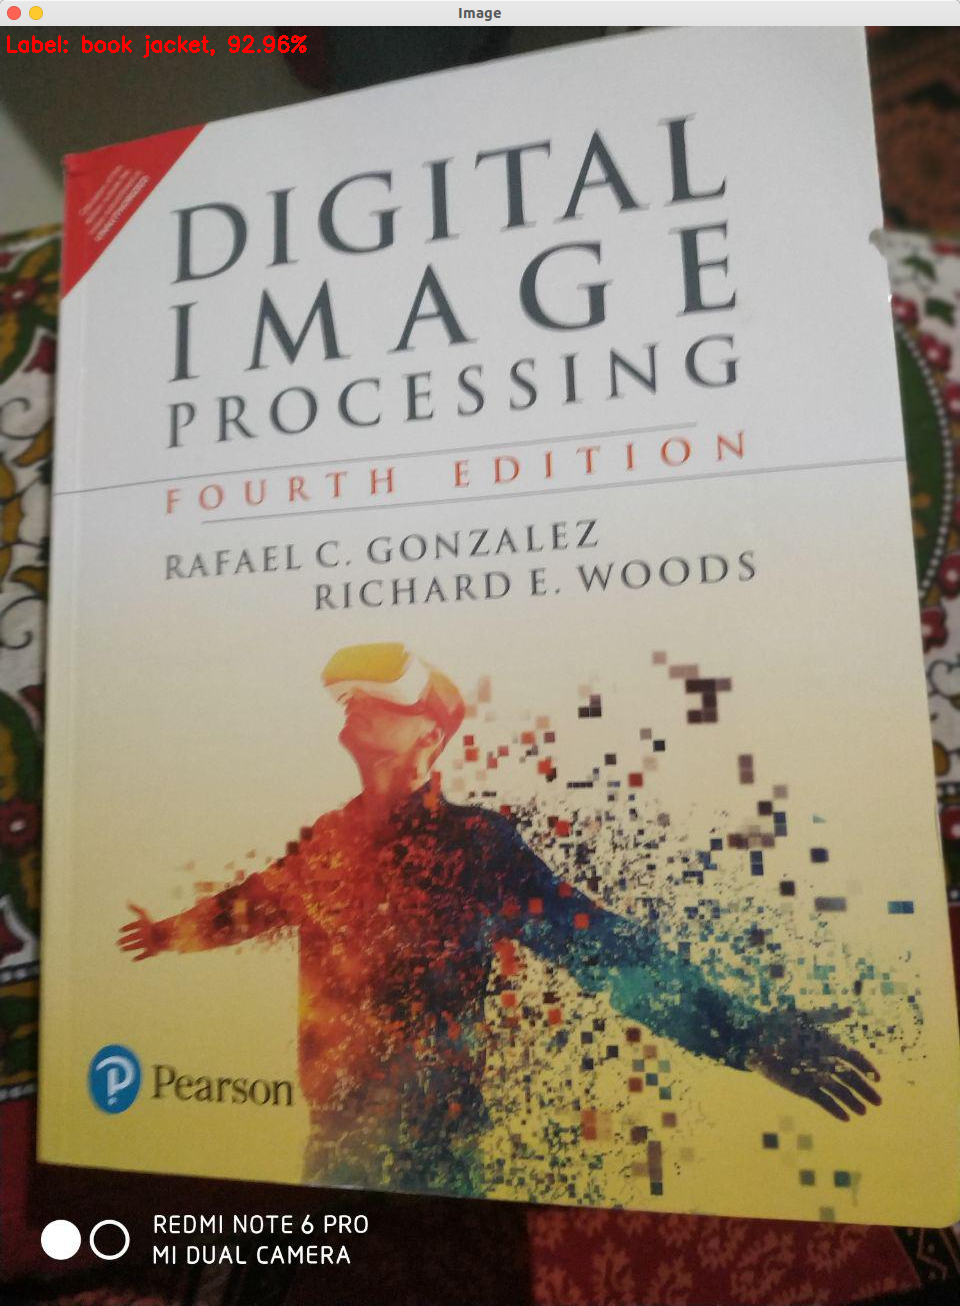 Image
Label: book jacket, 92.96%
DIGITAL
IMAGE
PROCESSING
FOURTH EDITION
RAFAEL C. GONZALEZ
RICHARD E. WOODS
Pearson
REDMI NOTE 6 PRO
MI DUAL CAMERA